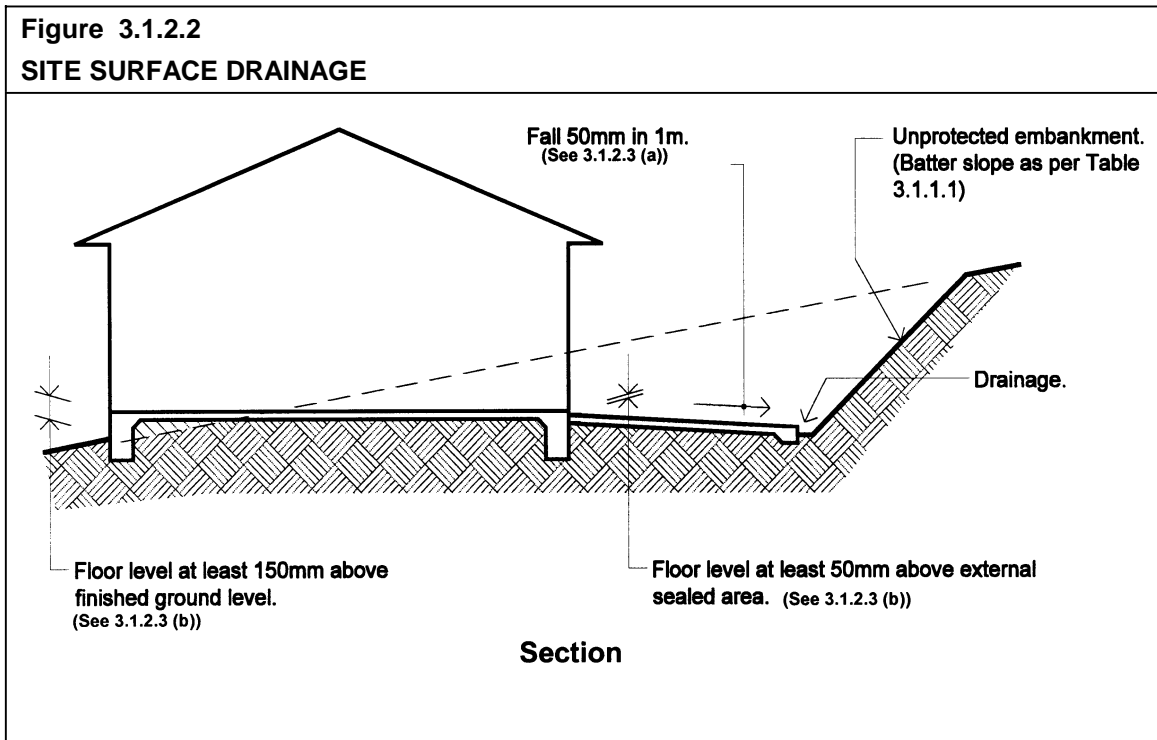 Figure 3.1.2.2
SITE SURFACE DRAINAGE
Fall 50mm in 1m.
(See 3.1.2.3 (a))
Unprotected embankment.
(Batter slope as per Table
3.1.1.1)
Drainage.
Floor level at least 150mm above
finished ground level.
(See 3.1.2.3 (b))
Floor level at least 50mm above external
sealed area. (See 3.1.2.3 (b))
Section